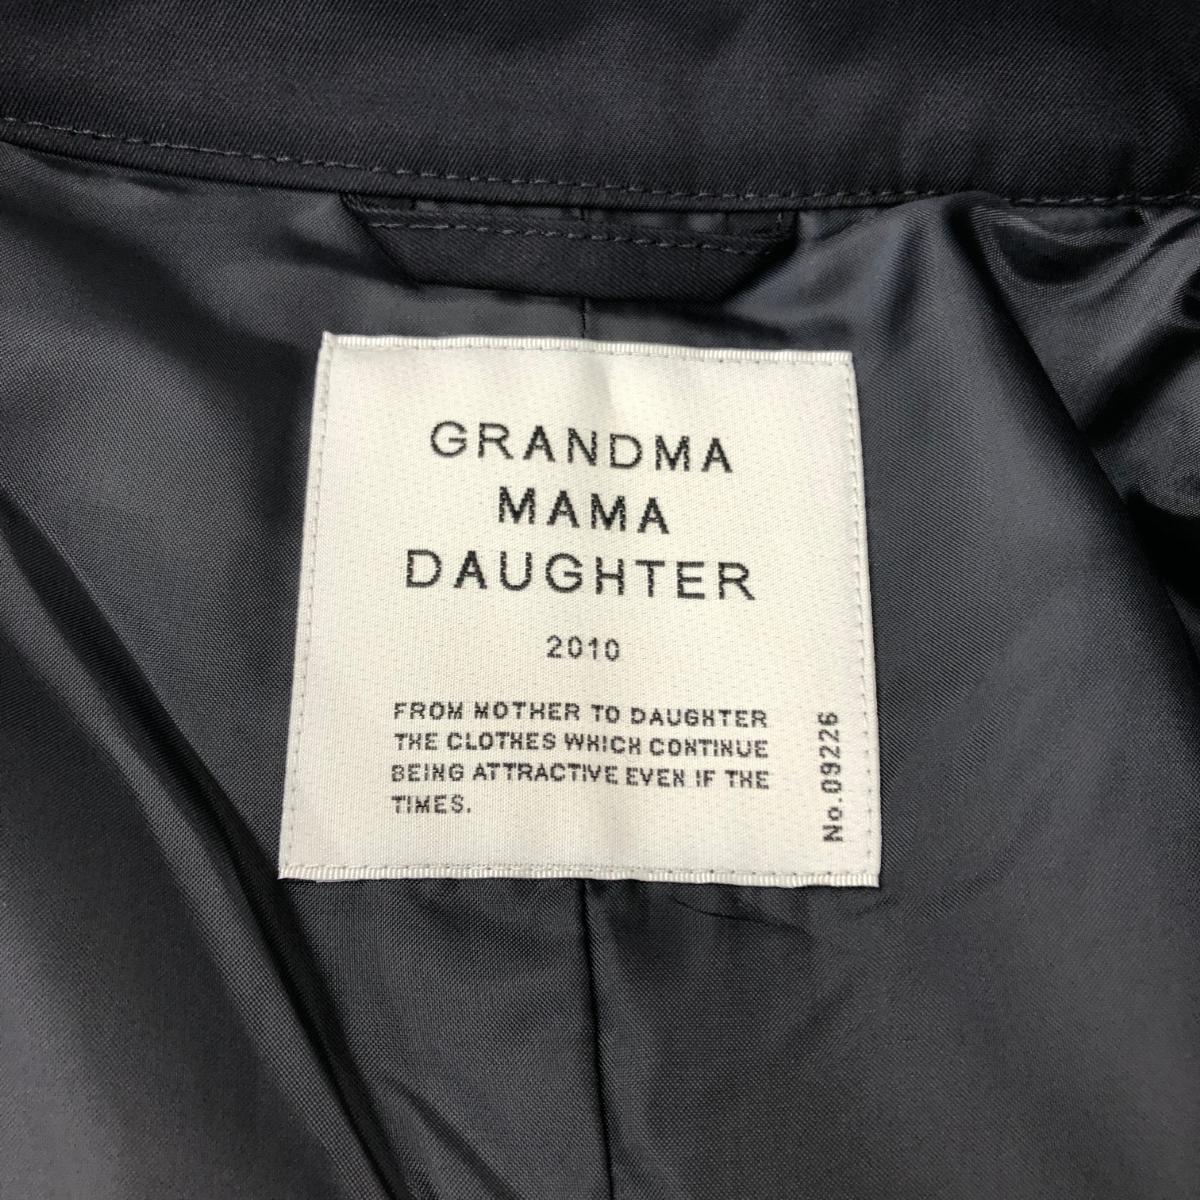 GRANDMA
MAMA
DAUGHTER
2010
FROM MOTHER TO DAUGHTER
THE CLOTHES WHICH CONTINUE
BEING ATTRACTIVE EVEN IF THE
TIMES.
No.09226